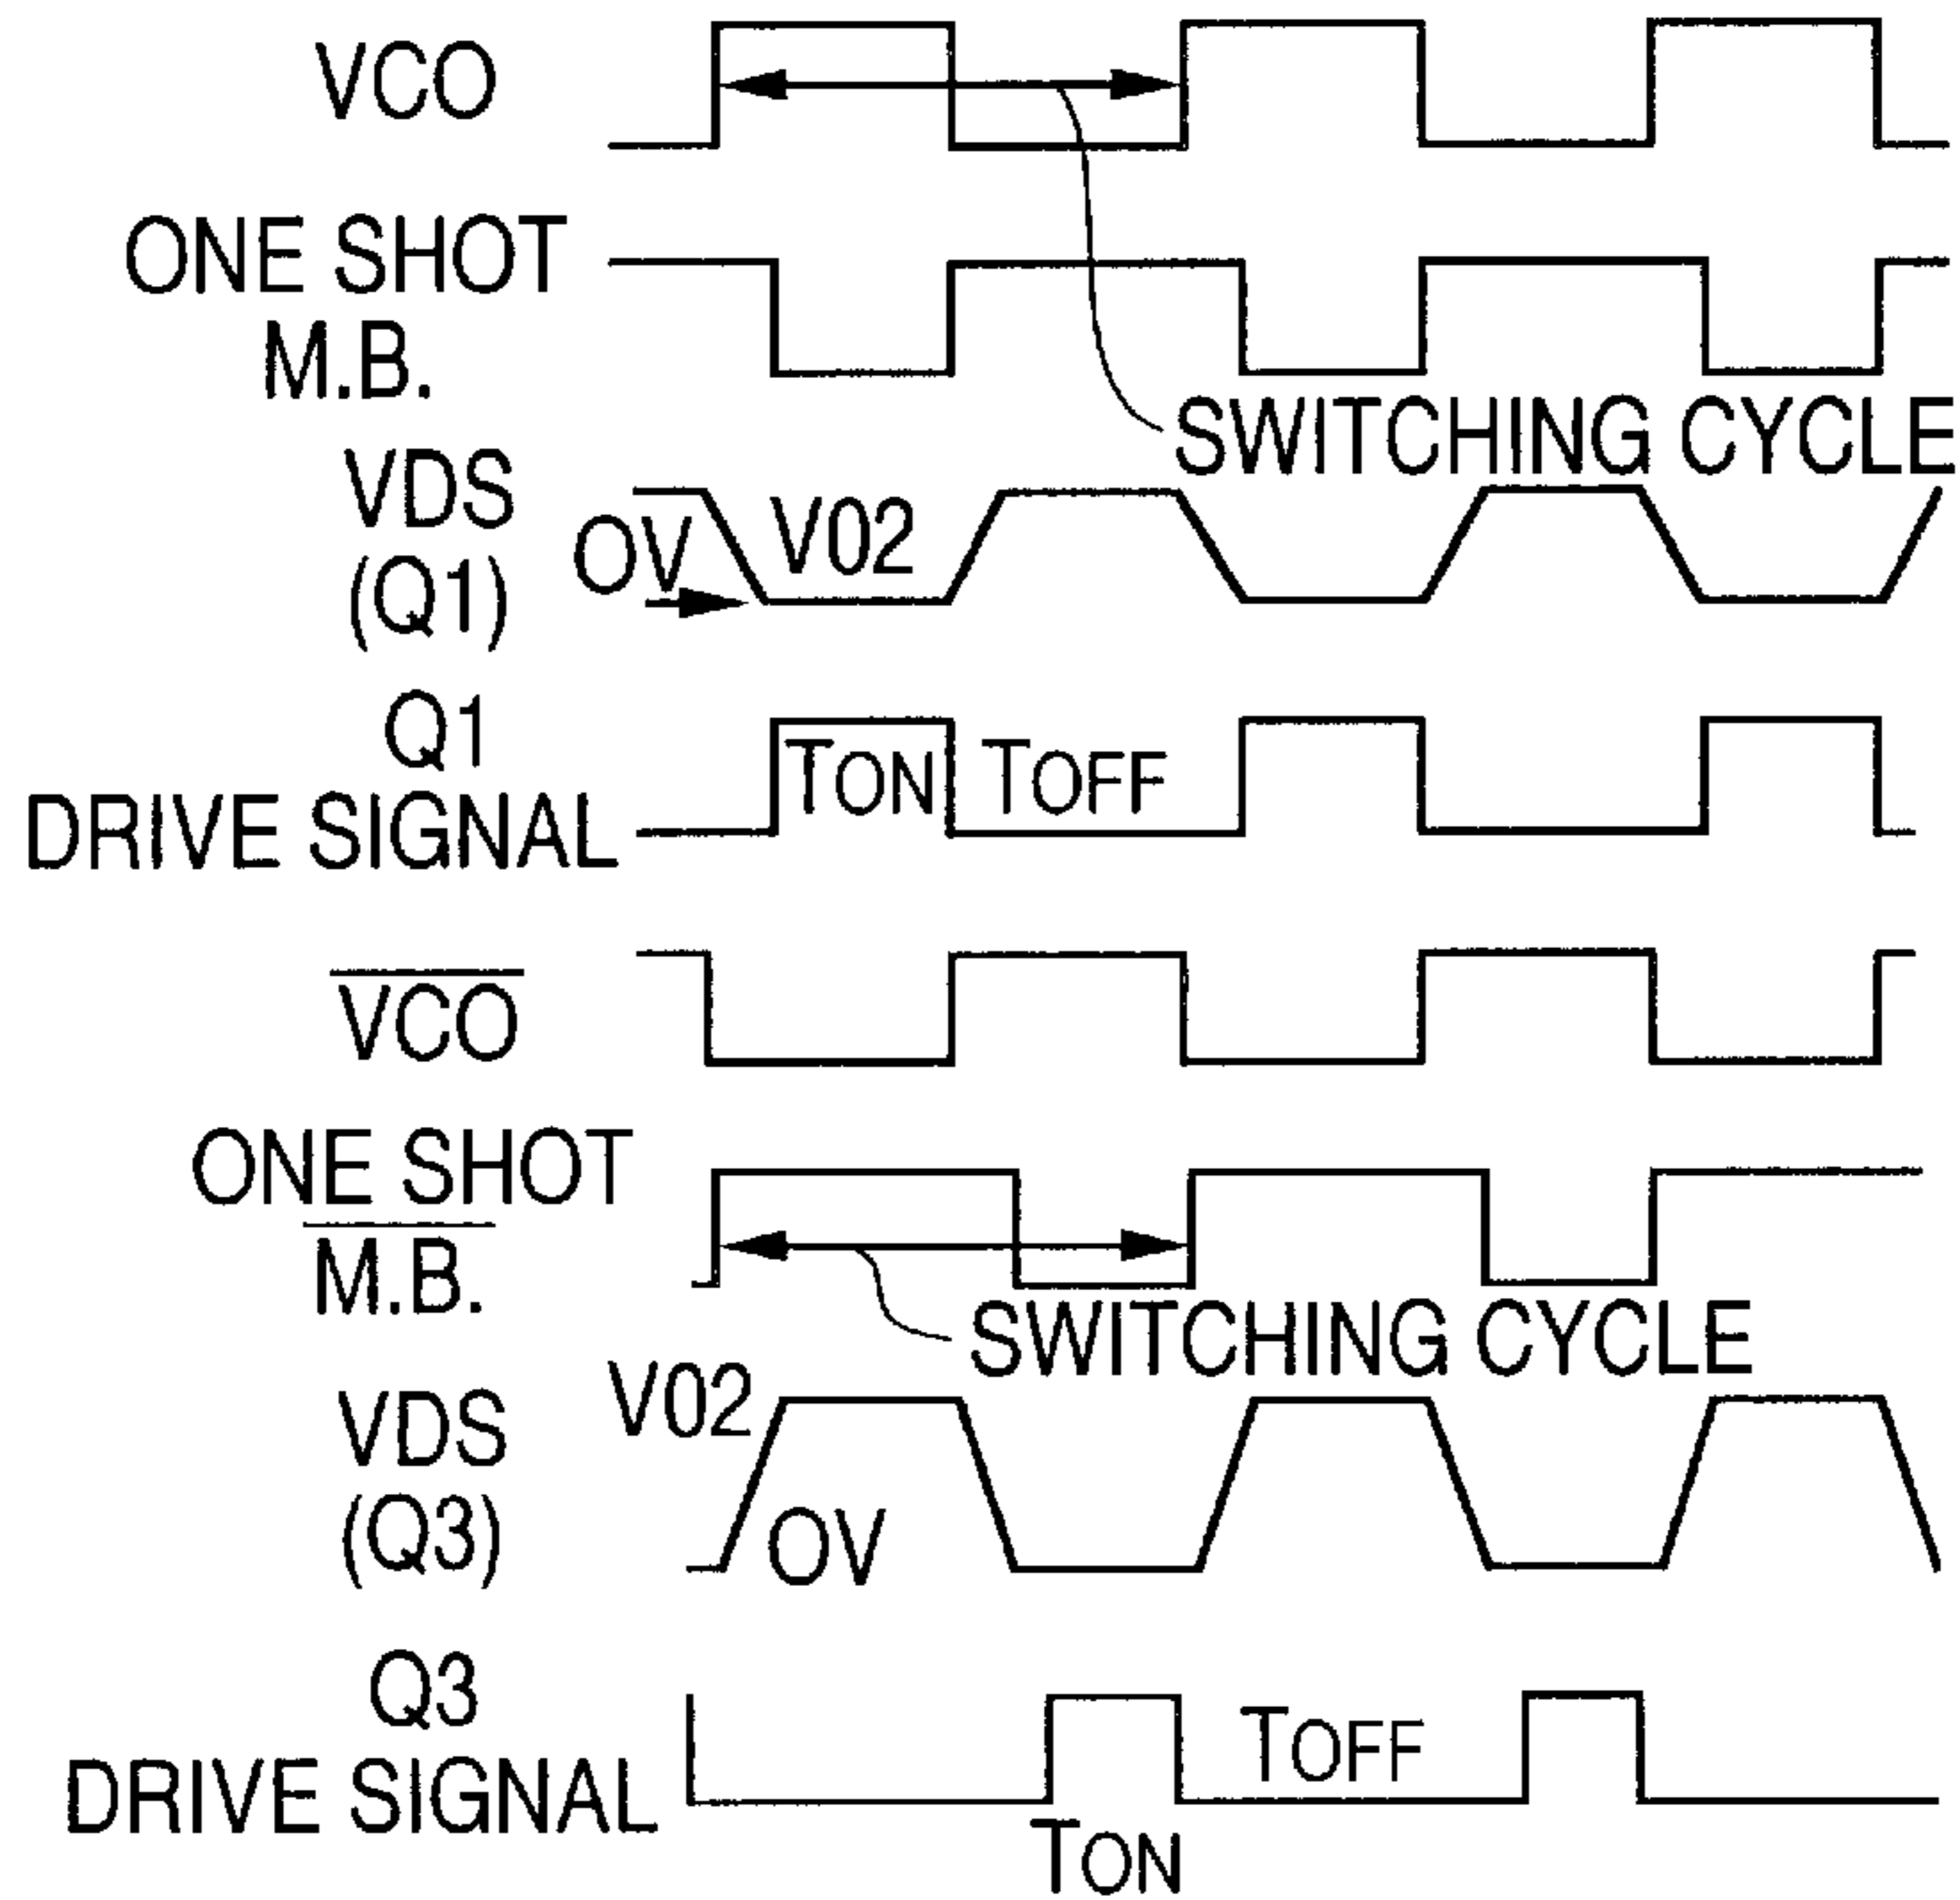 VCO
ONE SHOT
M.B.
SWITCHING CYCLE
VDS
(Q1)
OV
V02
Q1
DRIVE SIGNAL
TON
TOFF
VCO
ONE SHOT
M.B.
SWITCHING CYCLE
VDS
(Q3)
V02
OV
Q3
DRIVE SIGNAL
TOFF
TON